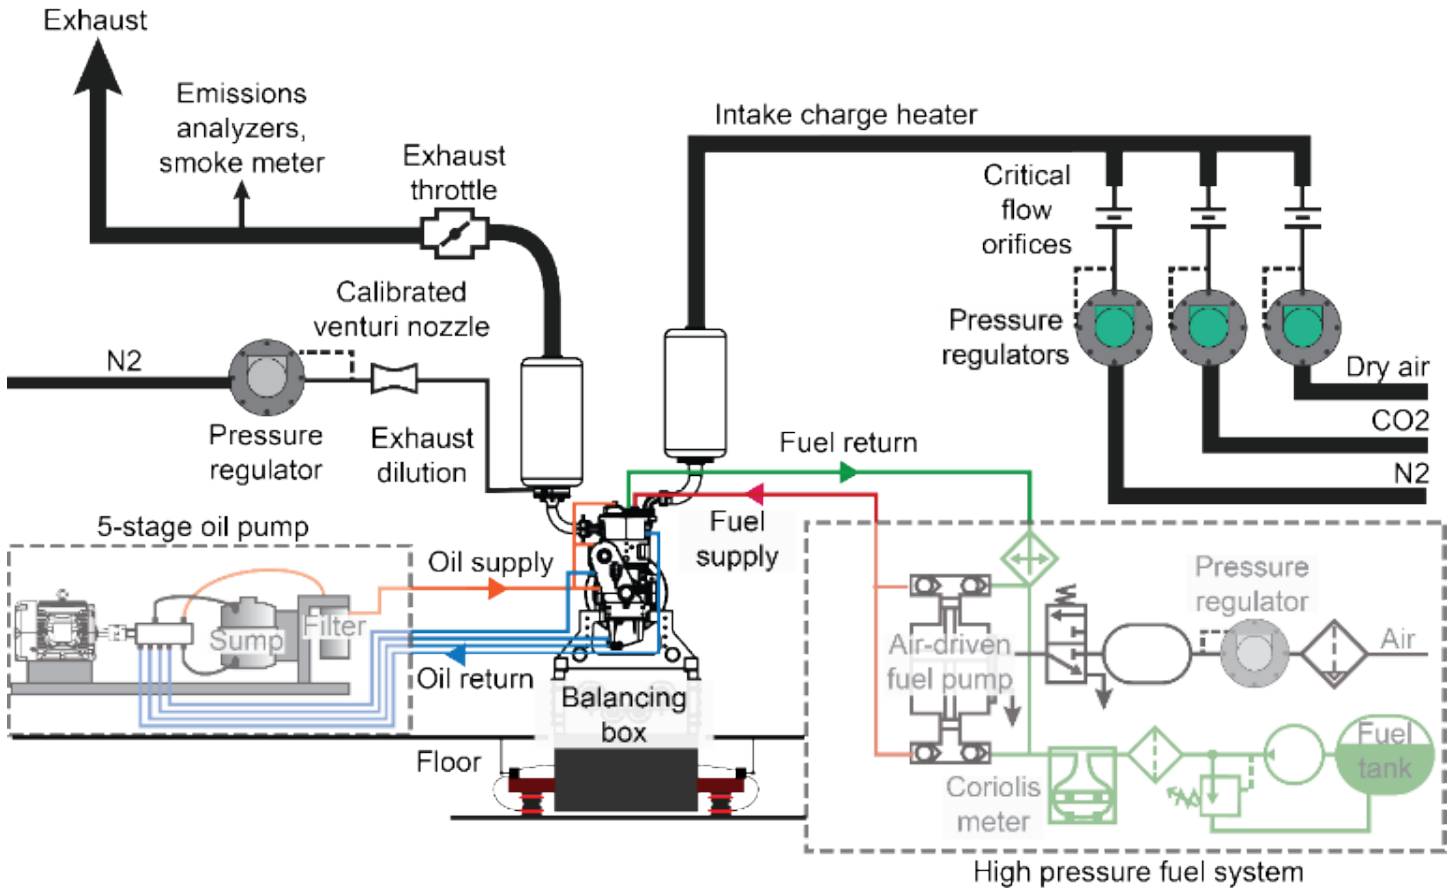 Exhaust
Emissions
analyzers,
smoke meter
Exhaust
throttle
Intake charge heater
Critical
flow
orifices
Calibrated
venturi nozzle
Pressure
regulators
N2
Dry air
CO2
N2
Pressure
regulator
Exhaust
dilution
Fuel return
Fuel
supply
5-stage oil pump
Oil supply
Sump
Filter
Oil return
Balancing
box
Floor
Pressure
regulator
Air-driven
fuel pump
Air
Fuel
tank
Coriolis
meter
High pressure fuel system